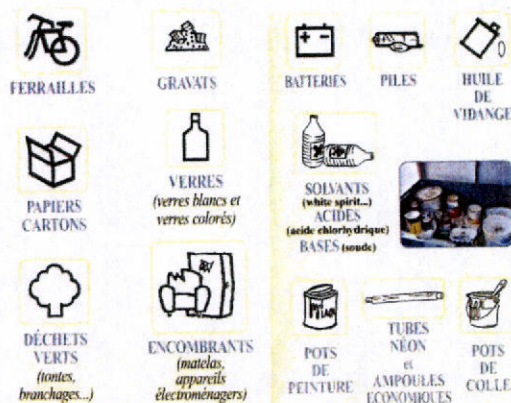 FERRAILLES
GRAVATS
PAPIERS
CARTONS
VERRES
(verres blancs et
verres colorés)
DÉCHETS
VERTS
(tontes,
branchages...)
ENCOMBRANTS
(matelas,
appareils
électroménagers)
BATTERIES
PILES
HUILE
DE
VIDANGE
SOLVANTS
(white spirit...)
ACIDES
(acide chlorhydrique)
BASES (soude)
POTS
DE
PEINTURE
TUBES
NÉON
et
AMPOULES
ECONOMIQUES
POTS
DE
COLLE